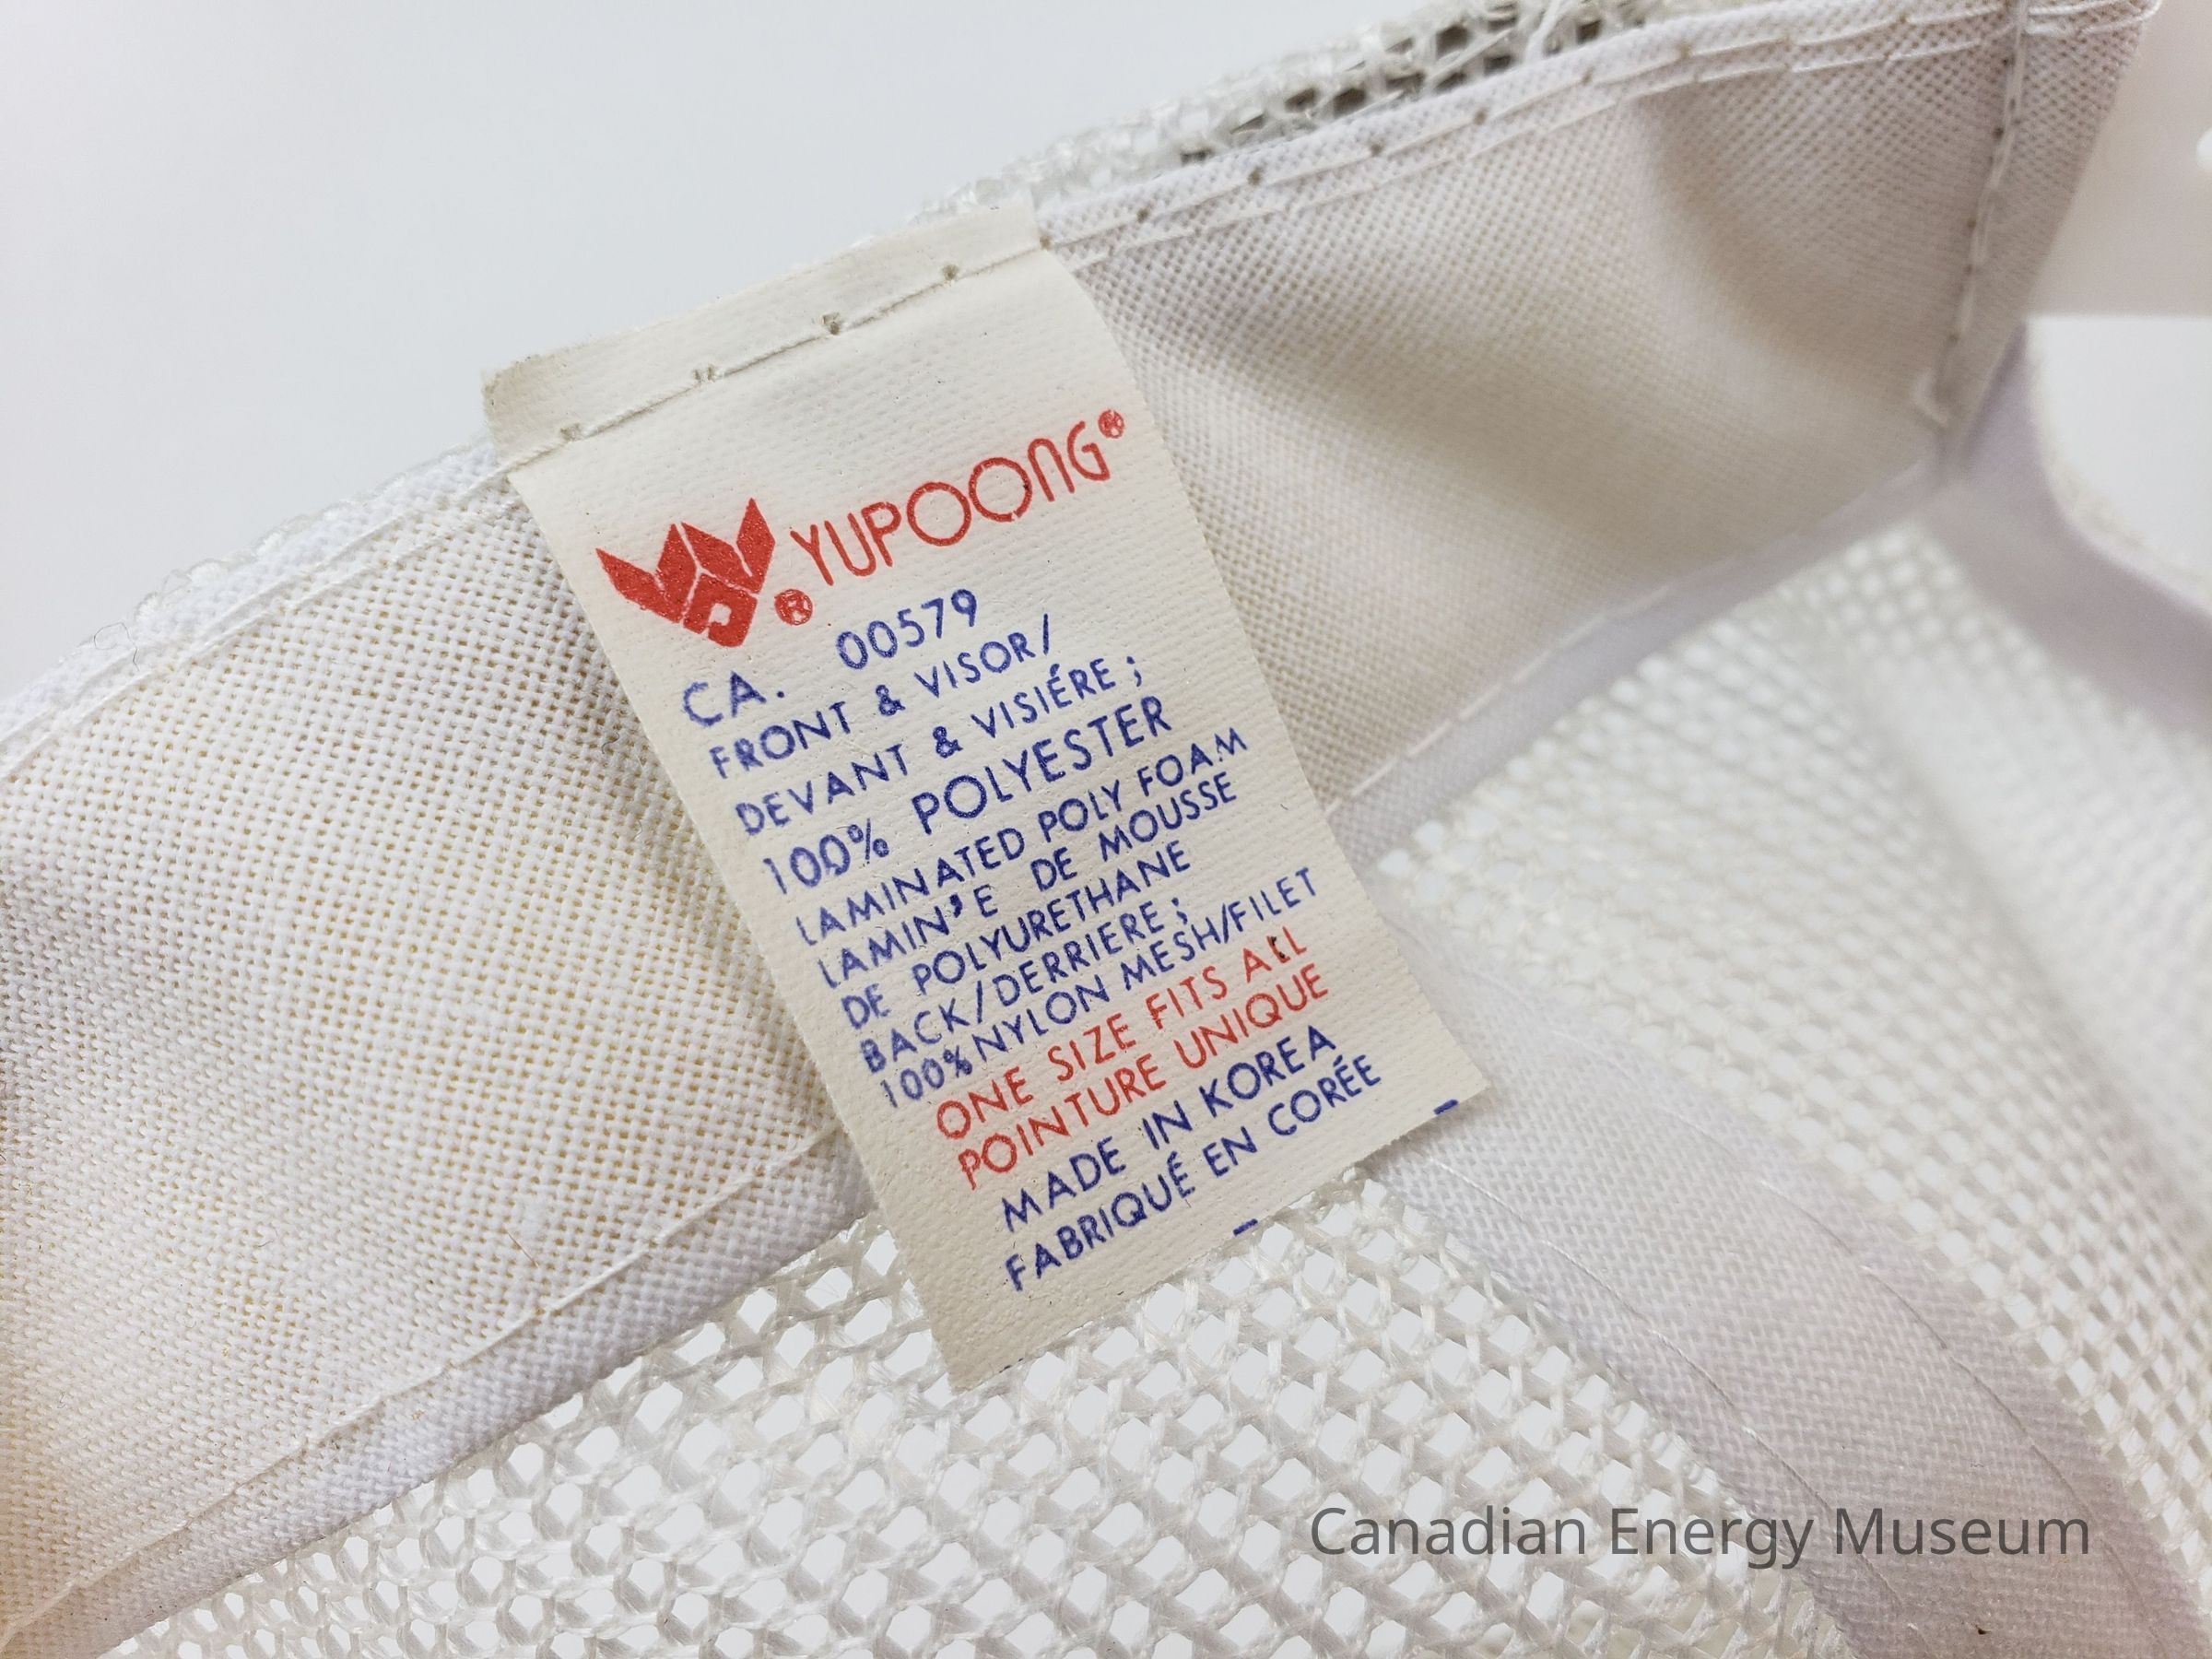 YUPOONG®
®
CA. 00579
FRONT & VISOR/
DEVANT & VISIÉRE ;
100% POLYESTER
LAMINATED POLY FOAM
LAMIN'E DE MOUSSE
DE POLYURETHANE
BACK/DERRIERE ;
100% NYLON MESH/FILET
ONE SIZE FITS ALL
POINTURE UNIQUE
MADE IN KOREA
FABRIQUÉ EN CORÉE
Canadian Energy Museum